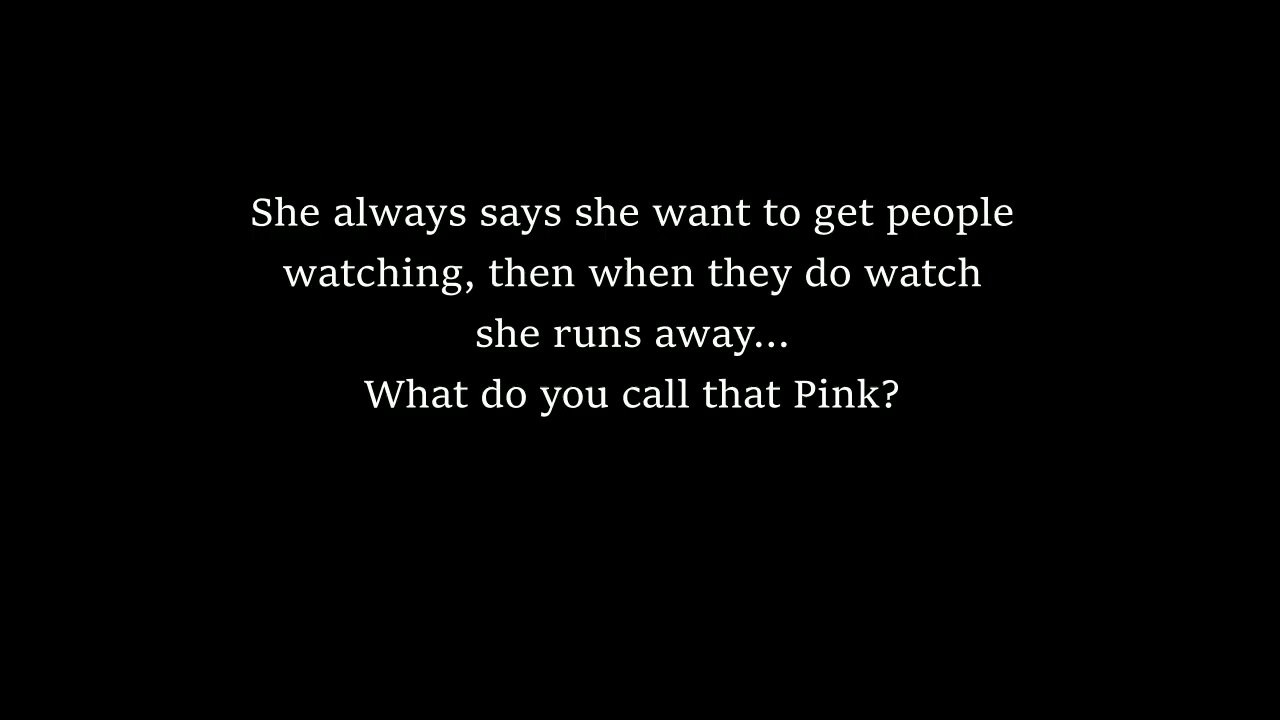 She always says she want to get people
watching, then when they do watch
she runs away...
What do you call that Pink?